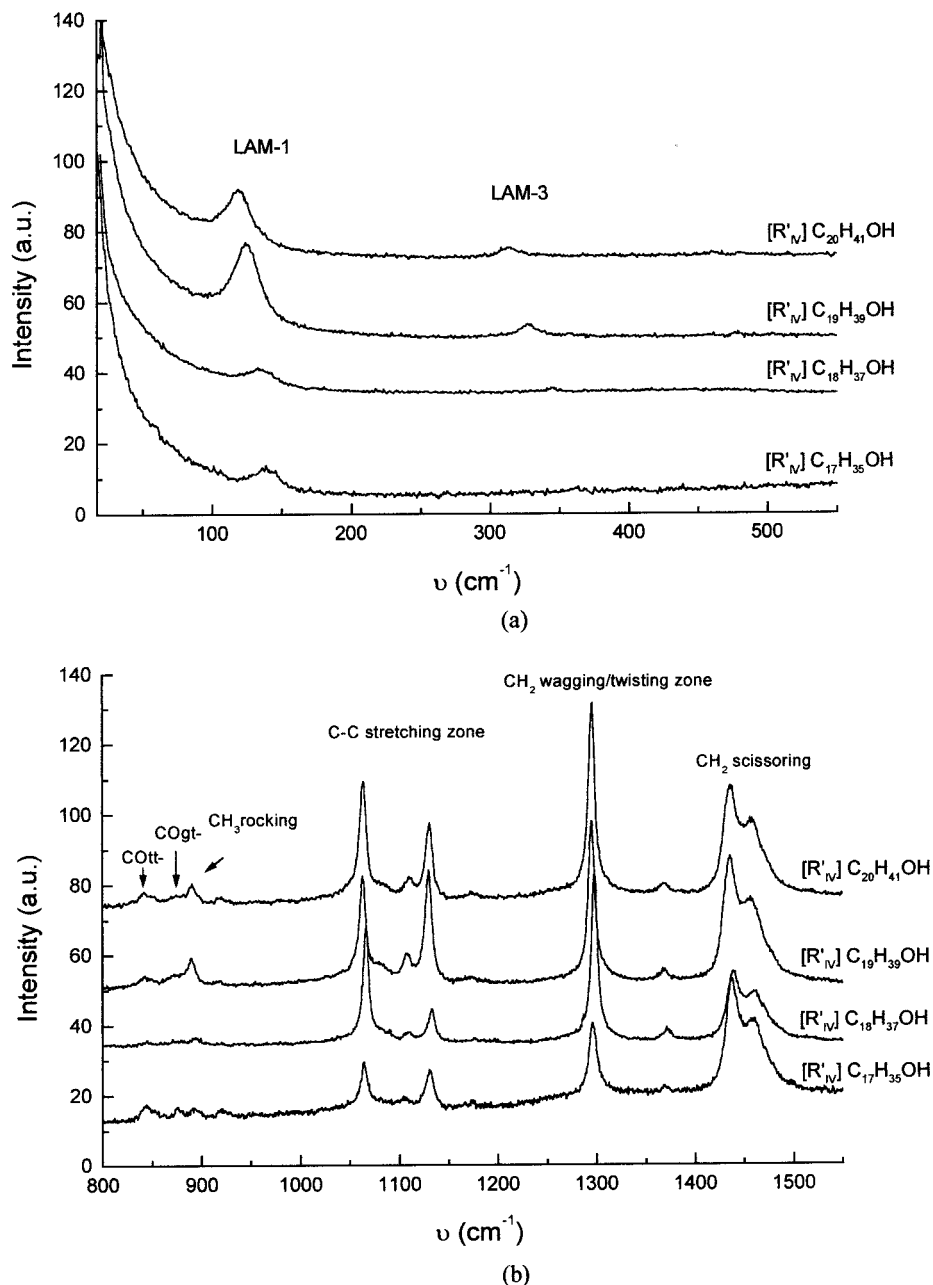 140
120
100
80
60
40
20
0
Intensity (a.u.)
LAM-1
LAM-3
[R'IV] C20H41OH
[R'IV] C19H39OH
[R'IV] C18H37OH
[R'IV] C17H35OH
100 200 300 400 500
υ (cm-1)
(a)
140
120
100
80
60
40
20
0
Intensity (a.u.)
CH2 wagging/twisting zone
C-C stretching zone
CH2 scissoring
COgt-
CH3rocking
COtt-
[R'IV] C20H41OH
[R'IV] C19H39OH
[R'IV] C18H37OH
[R'IV] C17H35OH
800 900 1000 1100 1200 1300 1400 1500
υ (cm-1)
(b)